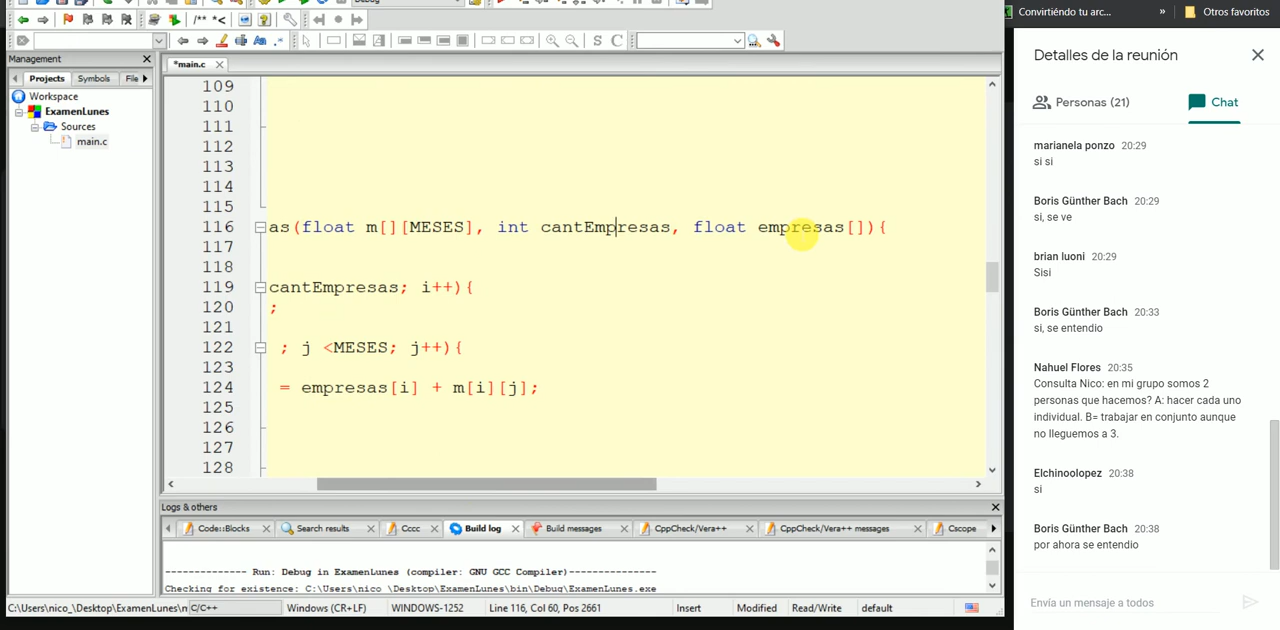 Convirtiéndo tu arc...
»
Otros favoritos
/** *<
S C
Management
*main.c
Projects Symbols File
Workspace
ExamenLunes
Sources
main.c
109
110
111
112
113
114
115
116 as(float m[][MESES], int cantEmpresas, float empresas[]){
117
118
119 cantEmpresas; i++){
120 ;
121
122 ; j <MESES; j++){
123
124 = empresas[i] + m[i][j];
125
126
127
128
Logs & others
Code::Blocks Search results Cccc Build log Build messages CppCheck/Vera++ CppCheck/Vera++ messages Cscope
-------------- Run: Debug in ExamenLunes (compiler: GNU GCC Compiler)---------------
Checking for existence: C:\Users\nico_\Desktop\ExamenLunes\bin\Debug\ExamenLunes.exe
C:\Users\nico_\Desktop\ExamenLunes\m C/C++ Windows (CR+LF) WINDOWS-1252 Line 116, Col 60, Pos 2661 Insert Modified Read/Write default
Detalles de la reunión
Personas (21) Chat
marianela ponzo 20:29
si si
Boris Günther Bach 20:29
si, se ve
brian luoni 20:29
Sisi
Boris Günther Bach 20:33
si, se entendio
Nahuel Flores 20:35
Consulta Nico: en mi grupo somos 2
personas que hacemos? A: hacer cada uno
individual. B= trabajar en conjunto aunque
no lleguemos a 3.
Elchinoolopez 20:38
si
Boris Günther Bach 20:38
por ahora se entendio
Envía un mensaje a todos